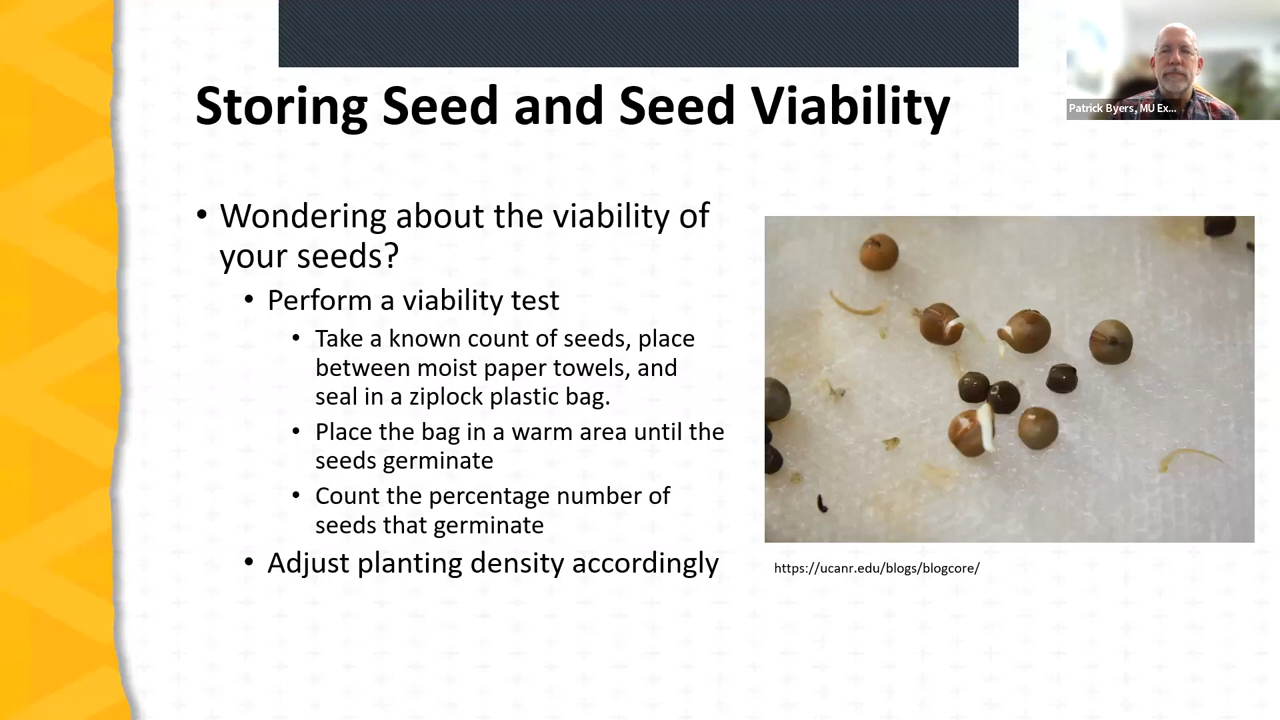 Storing Seed and Seed Viability
Patrick Byers, MU Ex...
• Wondering about the viability of
your seeds?
• Perform a viability test
• Take a known count of seeds, place
between moist paper towels, and
seal in a ziplock plastic bag.
• Place the bag in a warm area until the
seeds germinate
• Count the percentage number of
seeds that germinate
• Adjust planting density accordingly
https://ucanr.edu/blogs/blogcore/